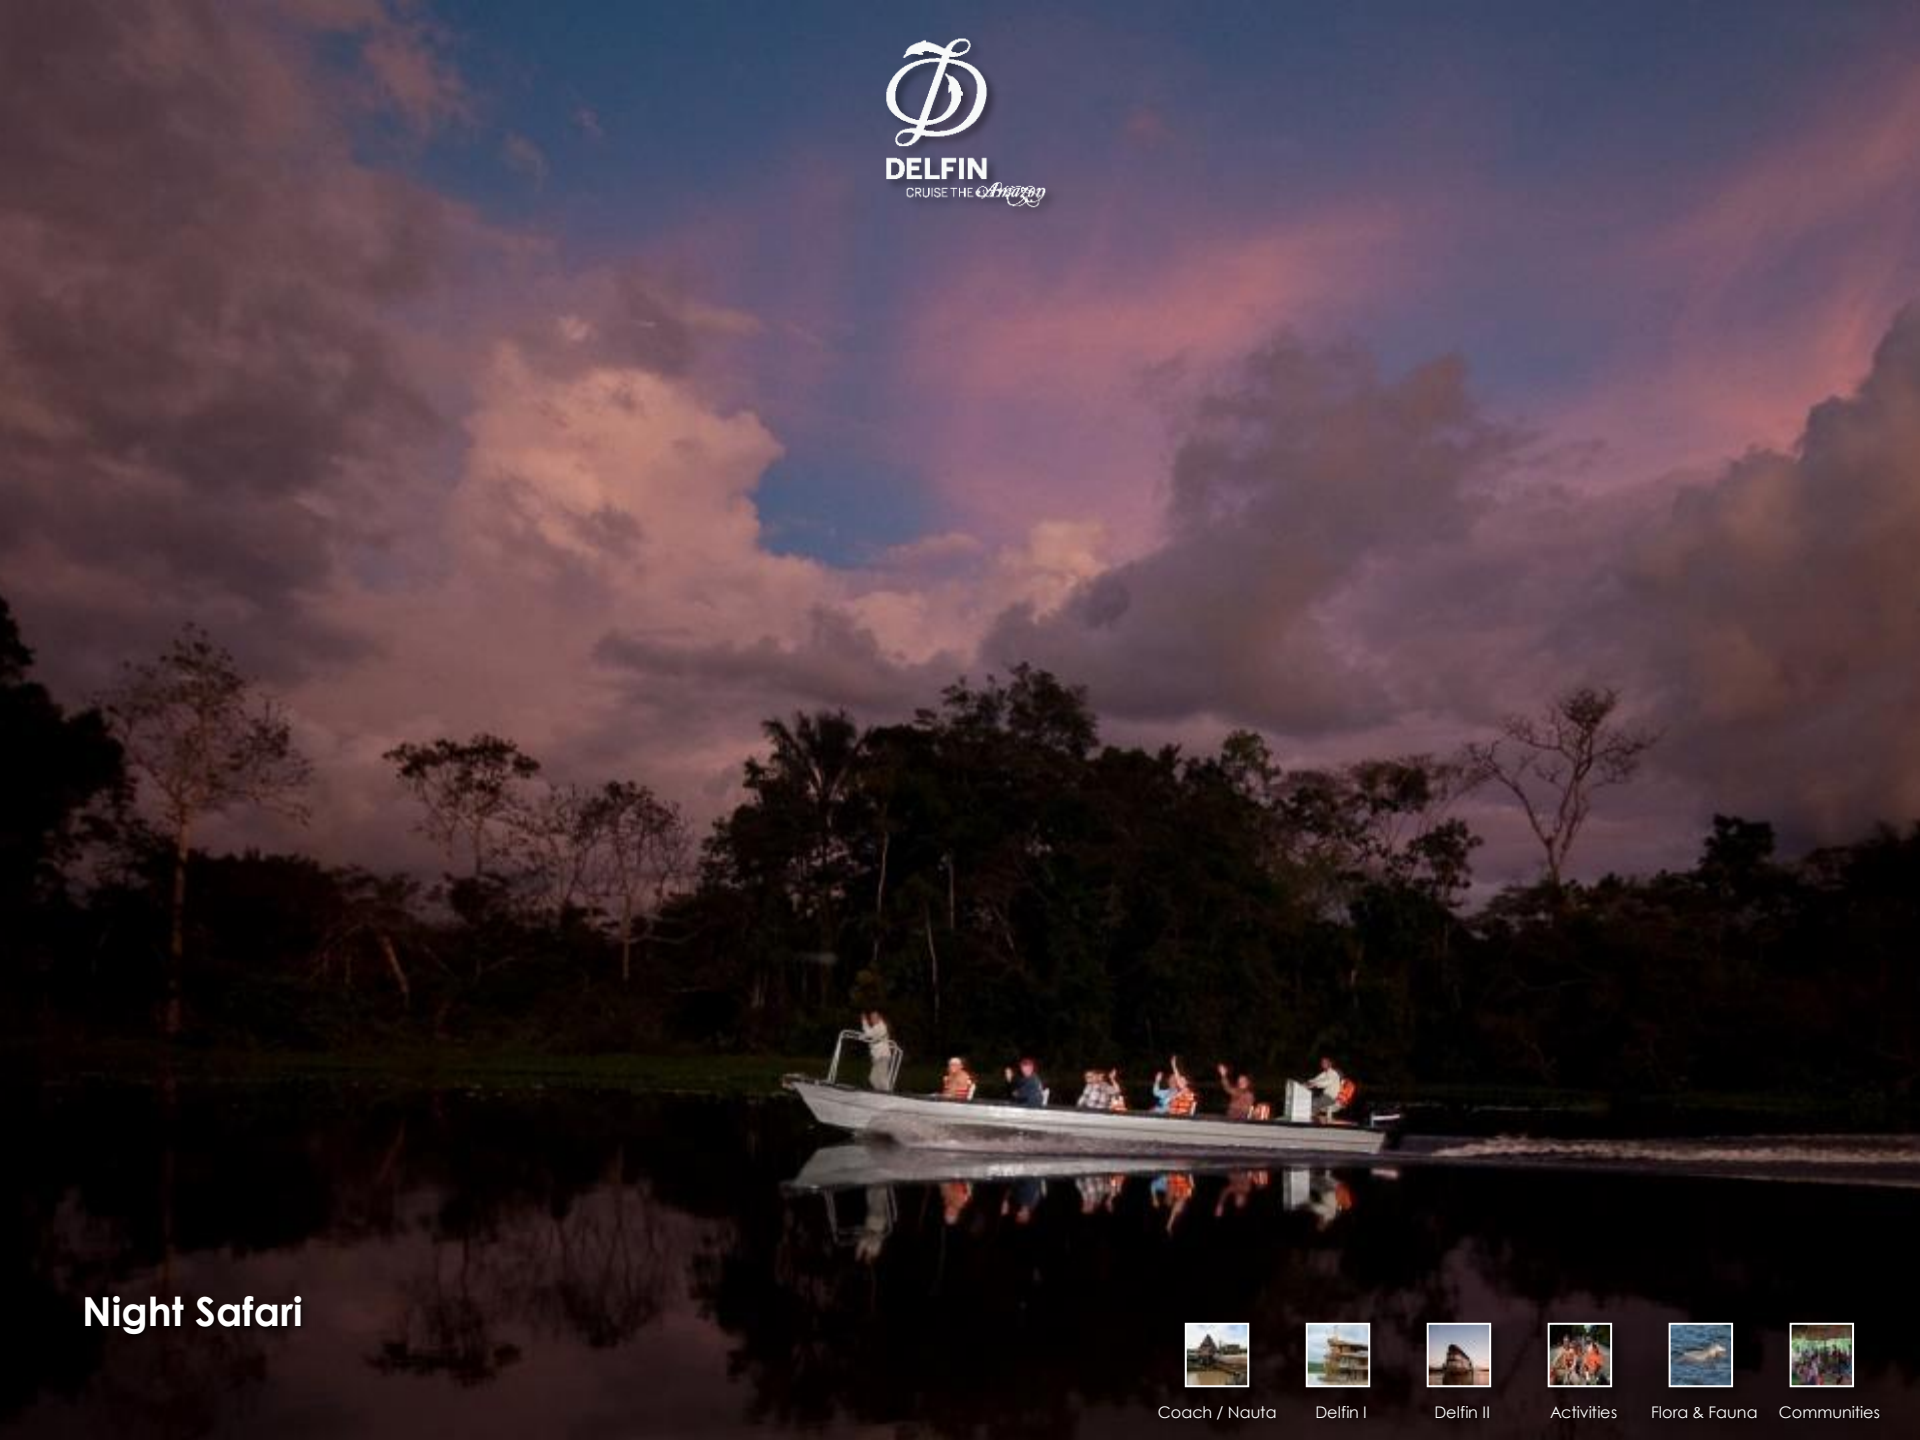 DELFIN
CRUISE THE Amazon
Night Safari
Coach / Nauta
Delfin I
Delfin II
Activities
Flora & Fauna
Communities